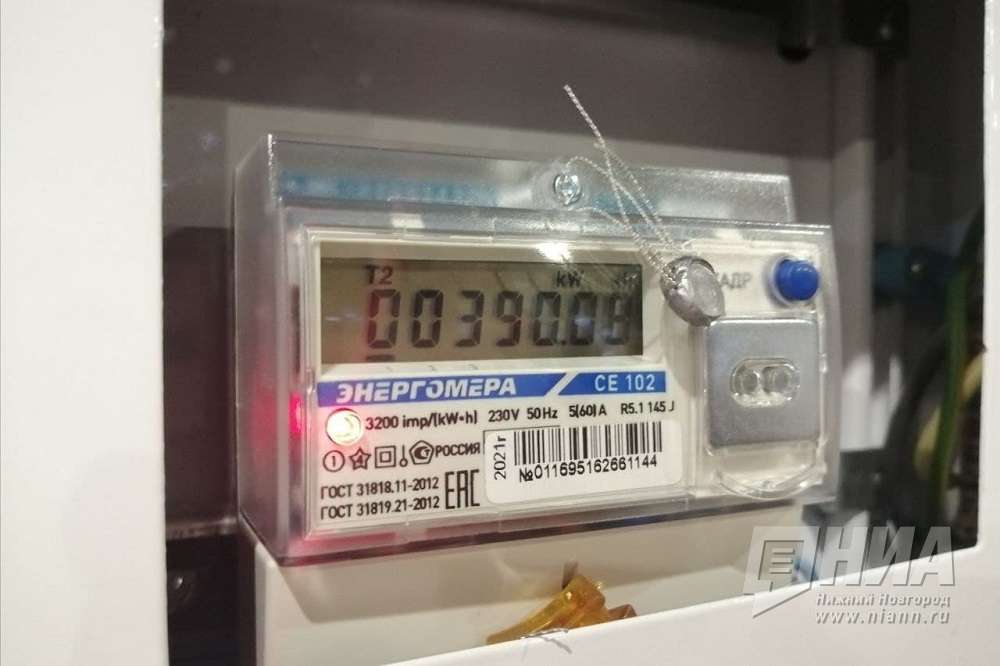 T2 kW
00390.08
АДР
ЭНЕРГОМЕРА CE 102
3200 imp/(kW•h) 230V 50Hz 5(60)A R5.1 145 J
РОССИЯ
2021г
№011695162661144
ГОСТ 31818.11-2012
ГОСТ 31819.21-2012
EAC
НИА
Нижний Новгород
www.niann.ru